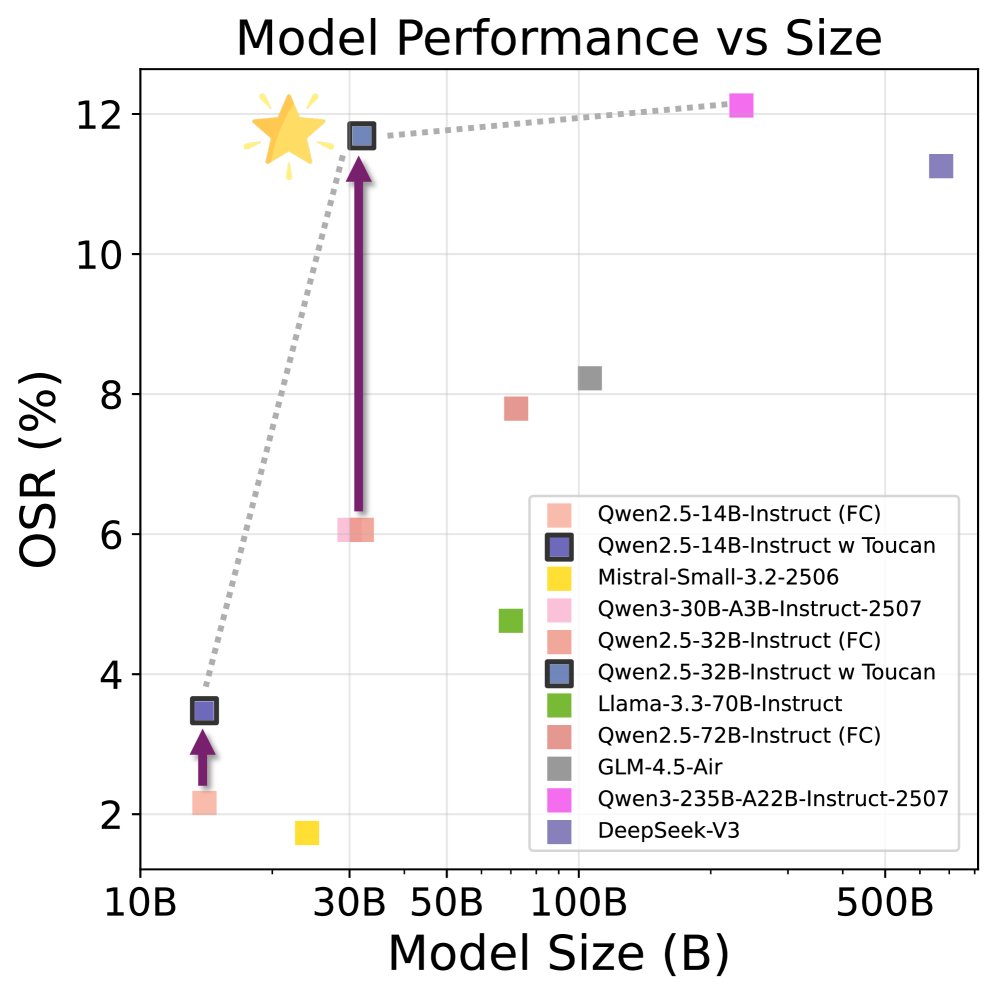 Model Performance vs Size
OSR (%)
12
10
8
6
4
2
Qwen2.5-14B-Instruct (FC)
Qwen2.5-14B-Instruct w Toucan
Mistral-Small-3.2-2506
Qwen3-30B-A3B-Instruct-2507
Qwen2.5-32B-Instruct (FC)
Qwen2.5-32B-Instruct w Toucan
Llama-3.3-70B-Instruct
Qwen2.5-72B-Instruct (FC)
GLM-4.5-Air
Qwen3-235B-A22B-Instruct-2507
DeepSeek-V3
10B 30B 50B 100B 500B
Model Size (B)